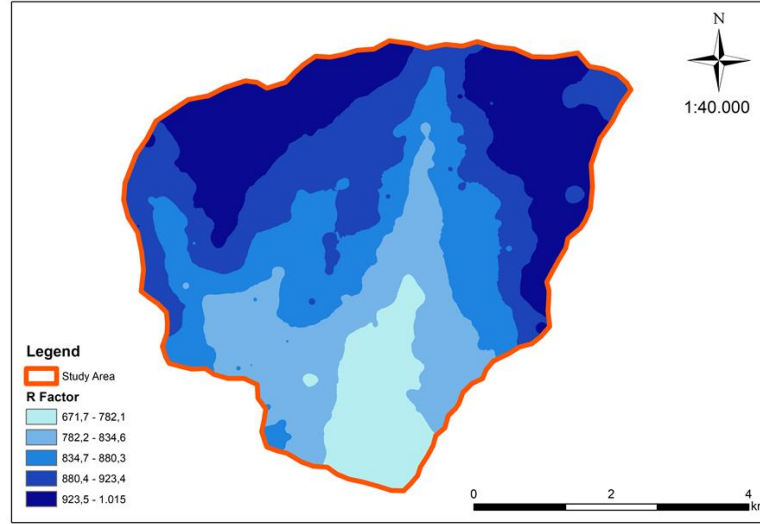 N
1:40.000
Legend
Study Area
R Factor
671,7 - 782,1
782,2 - 834,6
834,7 - 880,3
880,4 - 923,4
923,5 - 1.015
0 2 4
km